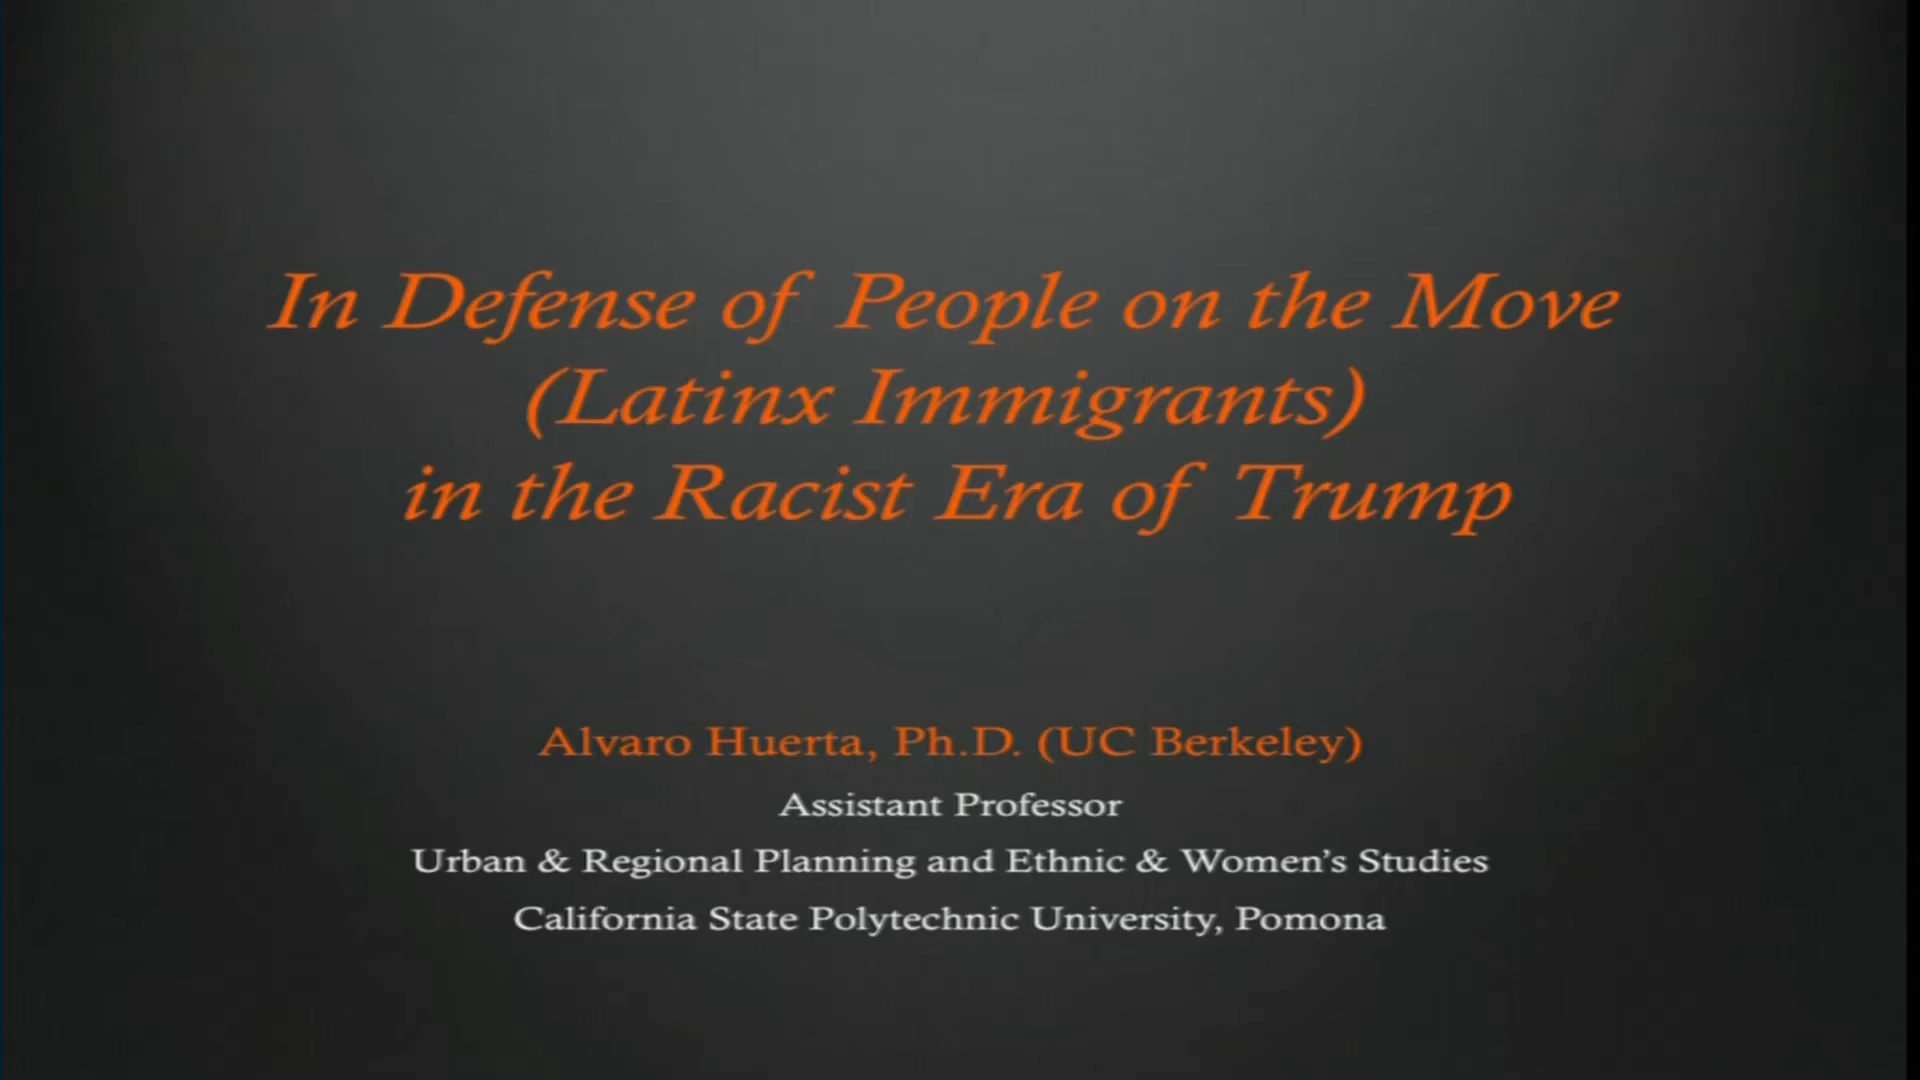 In Defense of People on the Move
(Latinx Immigrants)
in the Racist Era of Trump
Alvaro Huerta, Ph.D. (UC Berkeley)
Assistant Professor
Urban & Regional Planning and Ethnic & Women’s Studies
California State Polytechnic University, Pomona